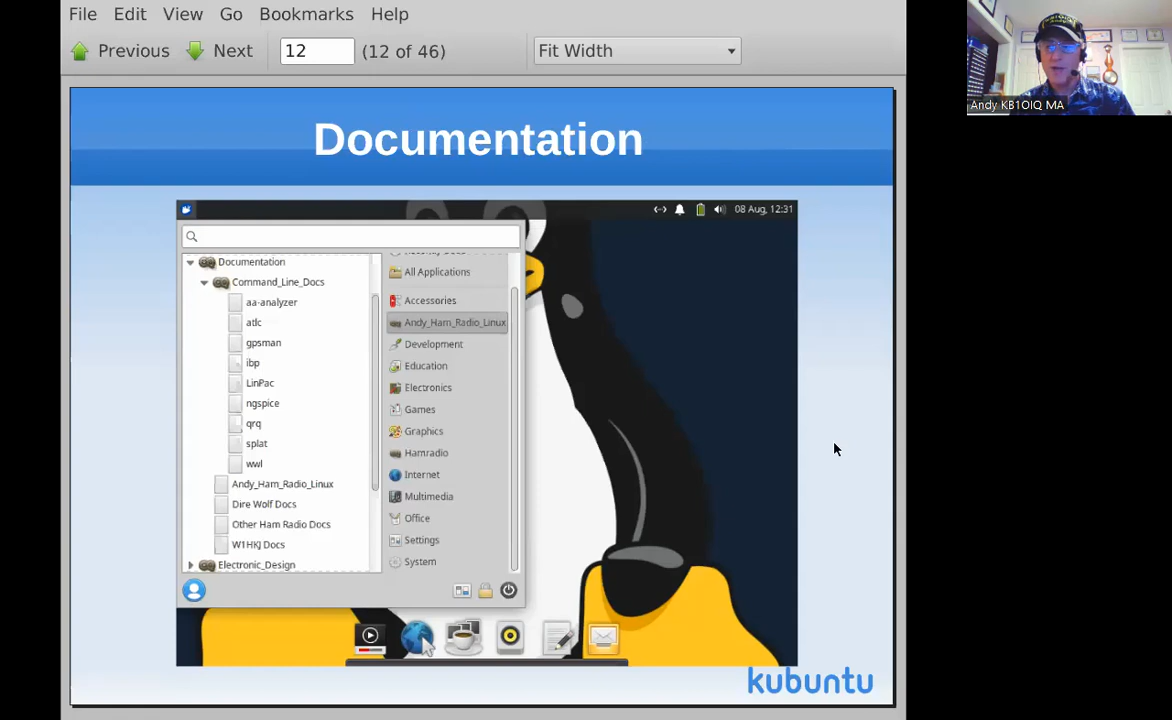 File Edit View Go Bookmarks Help
Previous Next 12 (12 of 46) Fit Width
Andy KB1OIQ MA
Documentation
08 Aug, 12:31
Documentation
Command_Line_Docs
aa-analyzer
atlc
gpsman
ibp
LinPac
ngspice
qrq
splat
wwl
Andy_Ham_Radio_Linux
Dire Wolf Docs
Other Ham Radio Docs
W1HKJ Docs
Electronic_Design
All Applications
Accessories
Andy_Ham_Radio_Linux
Development
Education
Electronics
Games
Graphics
Hamradio
Internet
Multimedia
Office
Settings
System
kubuntu